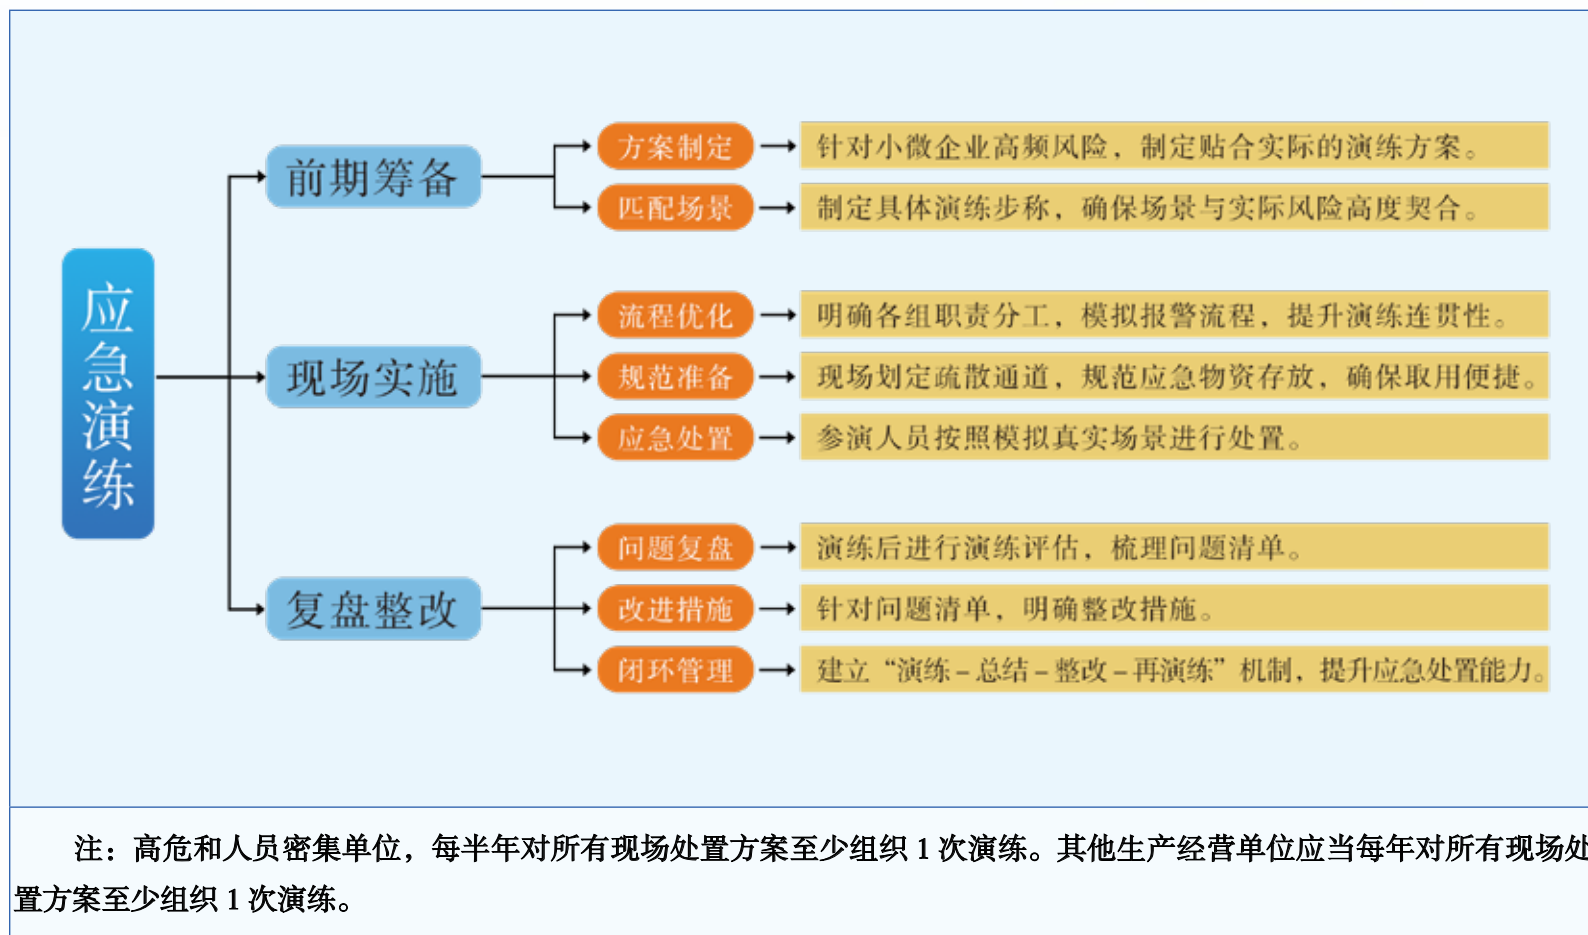 应急演练
前期筹备
方案制定
针对小微企业高频风险，制定贴合实际的演练方案。
匹配场景
制定具体演练步称，确保场景与实际风险高度契合。
现场实施
流程优化
明确各组职责分工，模拟报警流程，提升演练连贯性。
规范准备
现场划定疏散通道，规范应急物资存放，确保取用便捷。
应急处置
参演人员按照模拟真实场景进行处置。
复盘整改
问题复盘
演练后进行演练评估，梳理问题清单。
改进措施
针对问题清单，明确整改措施。
闭环管理
建立“演练－总结－整改－再演练”机制，提升应急处置能力。
注：高危和人员密集单位，每半年对所有现场处置方案至少组织 1 次演练。其他生产经营单位应当每年对所有现场处
置方案至少组织 1 次演练。